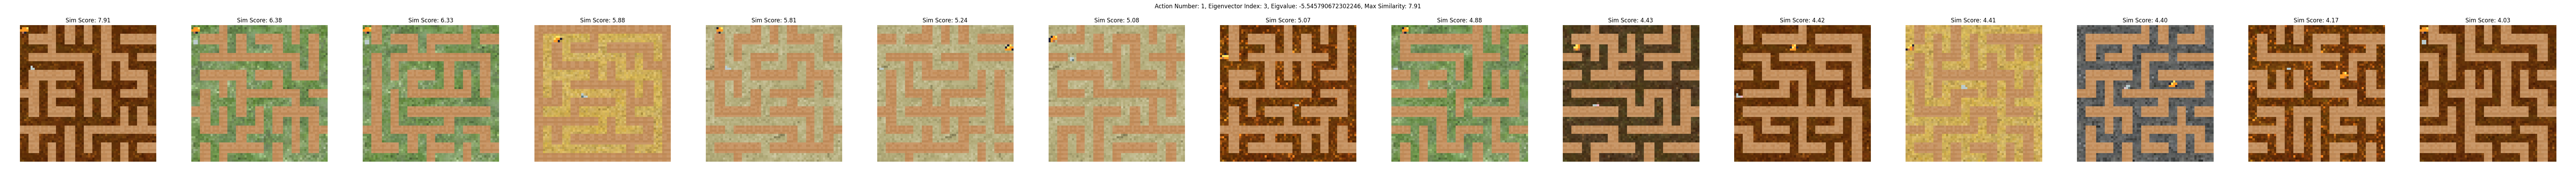 Action Number: 1, Eigenvector Index: 3, Eigvalue: -5.545790672302246, Max Similarity: 7.91
Sim Score: 7.91
Sim Score: 6.38
Sim Score: 6.33
Sim Score: 5.88
Sim Score: 5.81
Sim Score: 5.24
Sim Score: 5.08
Sim Score: 5.07
Sim Score: 4.88
Sim Score: 4.43
Sim Score: 4.42
Sim Score: 4.41
Sim Score: 4.40
Sim Score: 4.17
Sim Score: 4.03